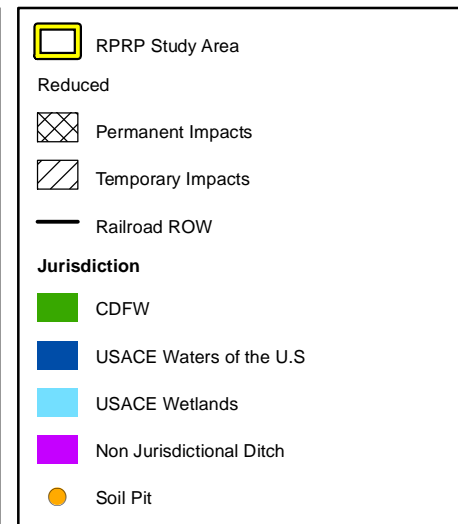 RPRP Study Area
Reduced
Permanent Impacts
Temporary Impacts
Railroad ROW
Jurisdiction
CDFW
USACE Waters of the U.S
USACE Wetlands
Non Jurisdictional Ditch
Soil Pit